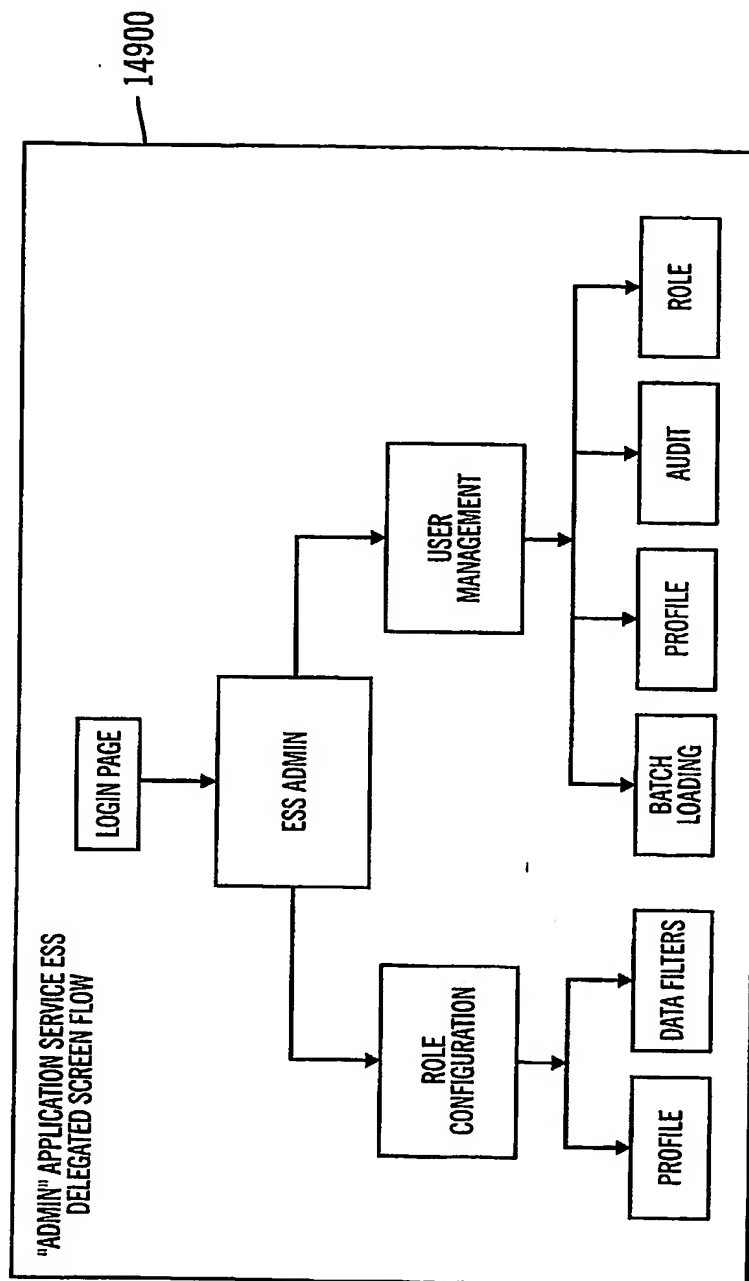 14900
"ADMIN" APPLICATION SERVICE ESS
DELEGATED SCREEN FLOW
LOGIN PAGE
ESS ADMIN
ROLE
CONFIGURATION
USER
MANAGEMENT
PROFILE
DATA FILTERS
BATCH
LOADING
PROFILE
AUDIT
ROLE